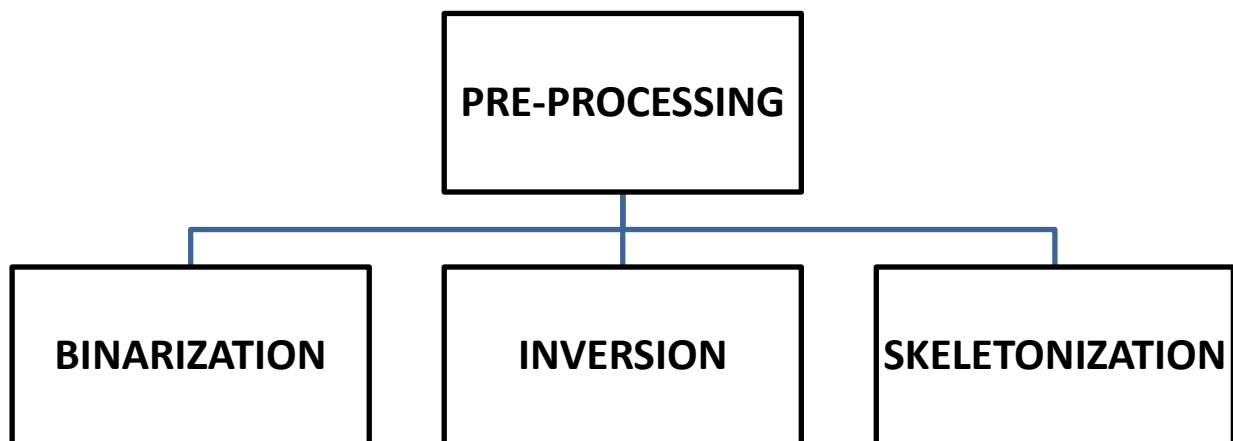 PRE-PROCESSING
BINARIZATION
INVERSION
SKELETONIZATION